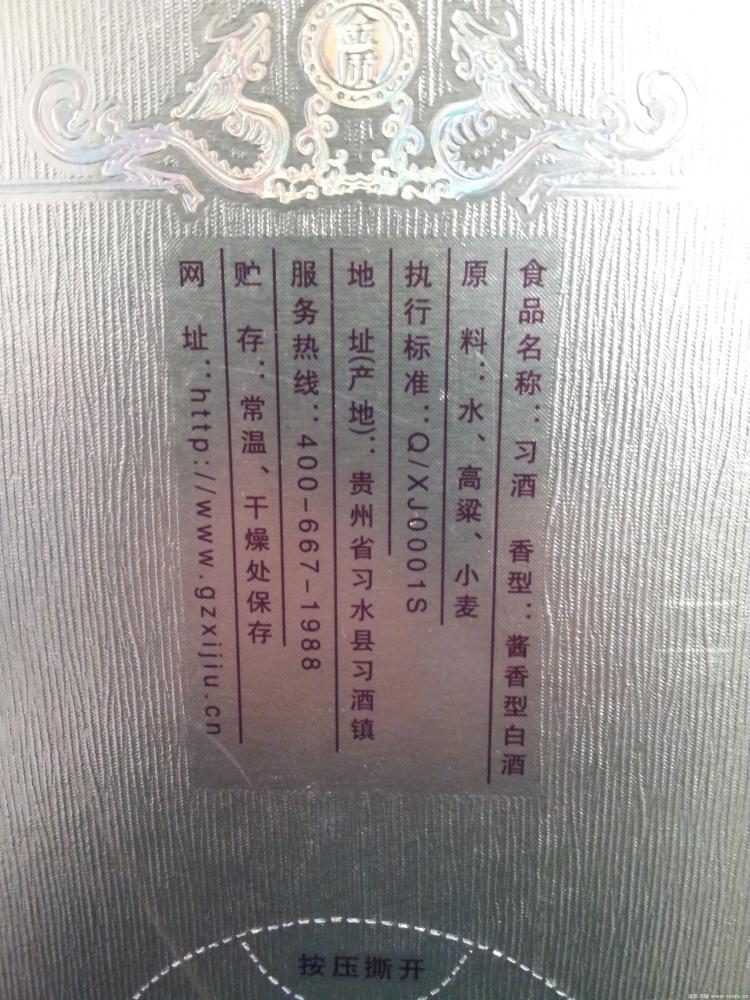 金质
食品名称：习酒 香型：酱香型白酒
原料：水、高粱、小麦
执行标准：Q/XJ0001S
地址(产地)：贵州省习水县习酒镇
服务热线：400-667-1988
贮存：常温、干燥处保存
网址：http://www.gzxijiu.cn
按压撕开